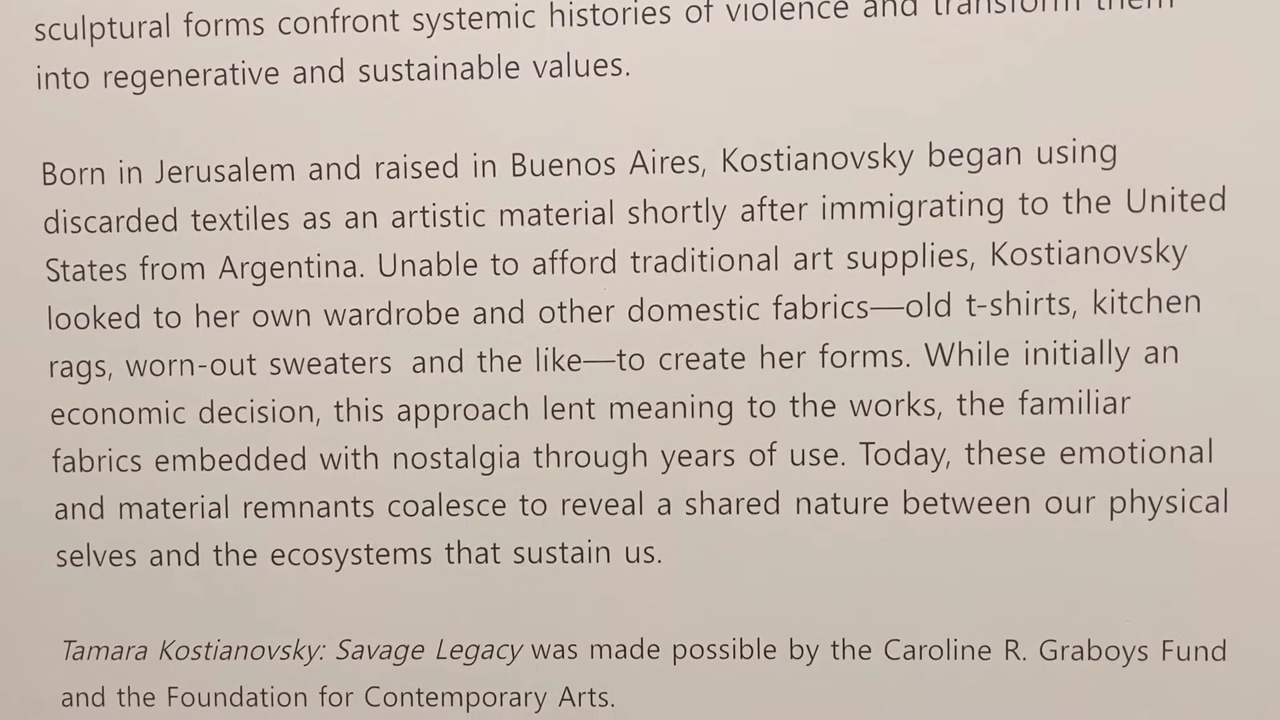 sculptural forms confront systemic histories of violence and transform them
into regenerative and sustainable values.
Born in Jerusalem and raised in Buenos Aires, Kostianovsky began using
discarded textiles as an artistic material shortly after immigrating to the United
States from Argentina. Unable to afford traditional art supplies, Kostianovsky
looked to her own wardrobe and other domestic fabrics—old t-shirts, kitchen
rags, worn-out sweaters and the like—to create her forms. While initially an
economic decision, this approach lent meaning to the works, the familiar
fabrics embedded with nostalgia through years of use. Today, these emotional
and material remnants coalesce to reveal a shared nature between our physical
selves and the ecosystems that sustain us.
Tamara Kostianovsky: Savage Legacy was made possible by the Caroline R. Graboys Fund
and the Foundation for Contemporary Arts.